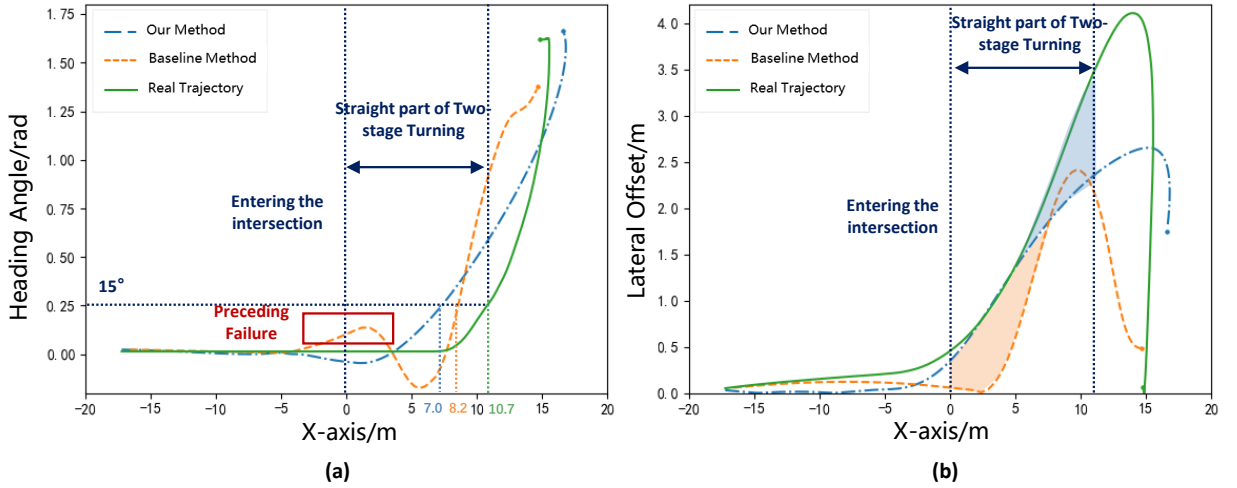 1.75
1.50
1.25
1.00
0.75
0.50
0.25
0.00
Heading Angle/rad
Our Method
Baseline Method
Real Trajectory
Straight part of Two-
stage Turning
Entering the
intersection
15°
Preceding
Failure
−20
−15
−10
−5
0
5
7.0
8.2
10
10.7
15
20
X-axis/m
(a)
4.0
3.5
3.0
2.5
2.0
1.5
1.0
0.5
0.0
Lateral Offset/m
Our Method
Baseline Method
Real Trajectory
Straight part of Two-
stage Turning
Entering the
intersection
−20
−15
−10
−5
0
5
10
15
20
X-axis/m
(b)